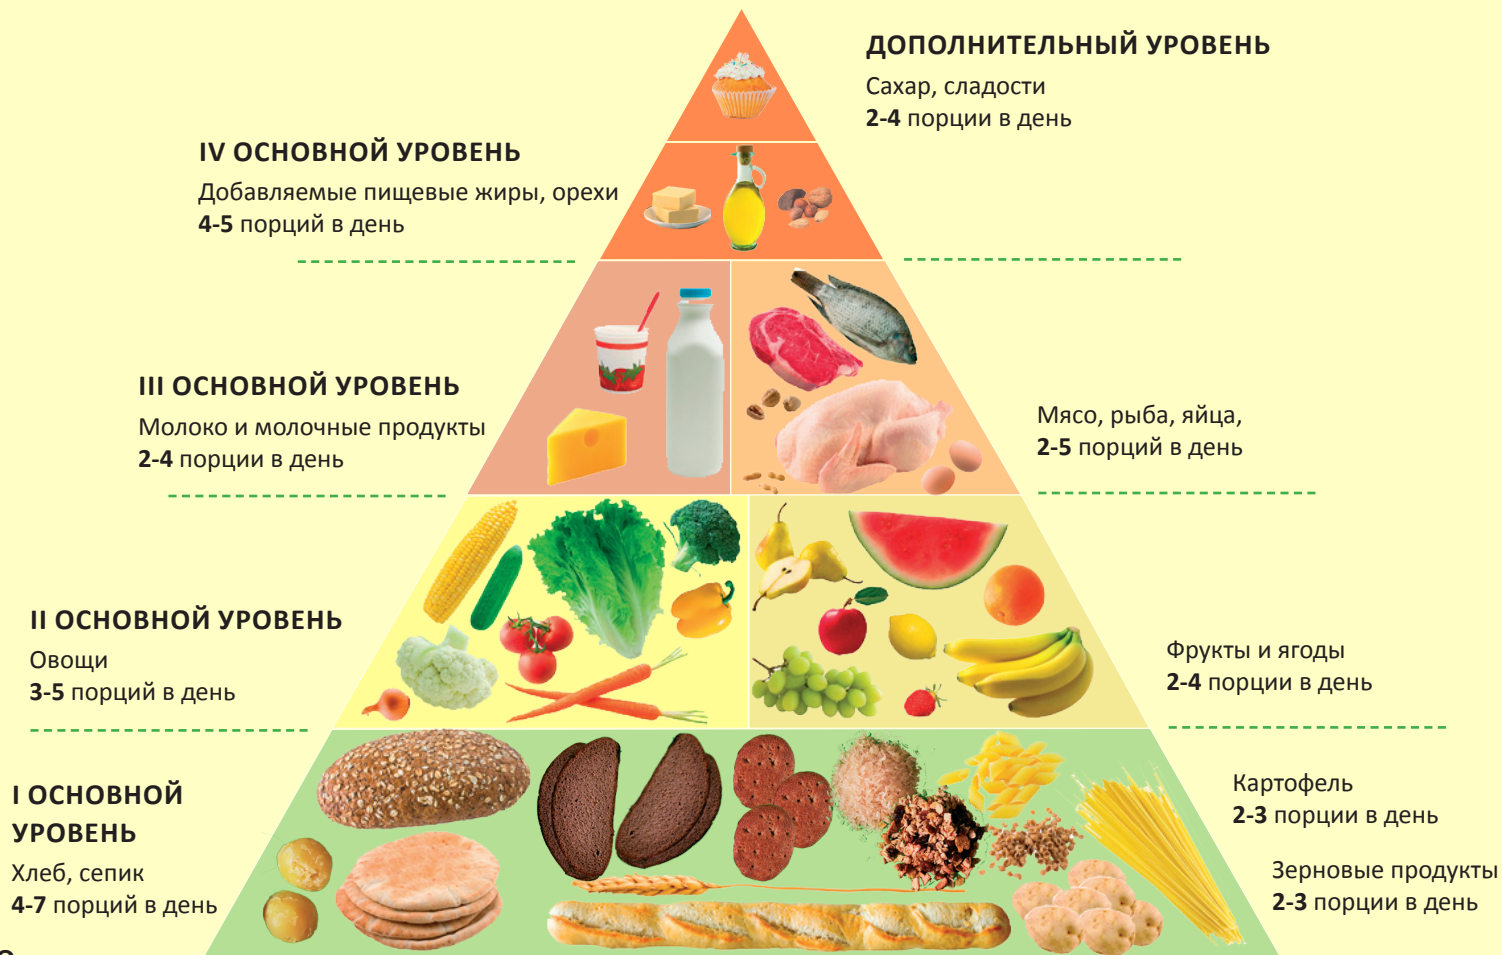 ДОПОЛНИТЕЛЬНЫЙ УРОВЕНЬ
Сахар, сладости
2-4 порции в день
IV ОСНОВНОЙ УРОВЕНЬ
Добавляемые пищевые жиры, орехи
4-5 порций в день
III ОСНОВНОЙ УРОВЕНЬ
Молоко и молочные продукты
2-4 порции в день
Мясо, рыба, яйца,
2-5 порций в день
II ОСНОВНОЙ УРОВЕНЬ
Овощи
3-5 порций в день
Фрукты и ягоды
2-4 порции в день
I ОСНОВНОЙ
УРОВЕНЬ
Хлеб, сепик
4-7 порций в день
Картофель
2-3 порции в день
Зерновые продукты
2-3 порции в день